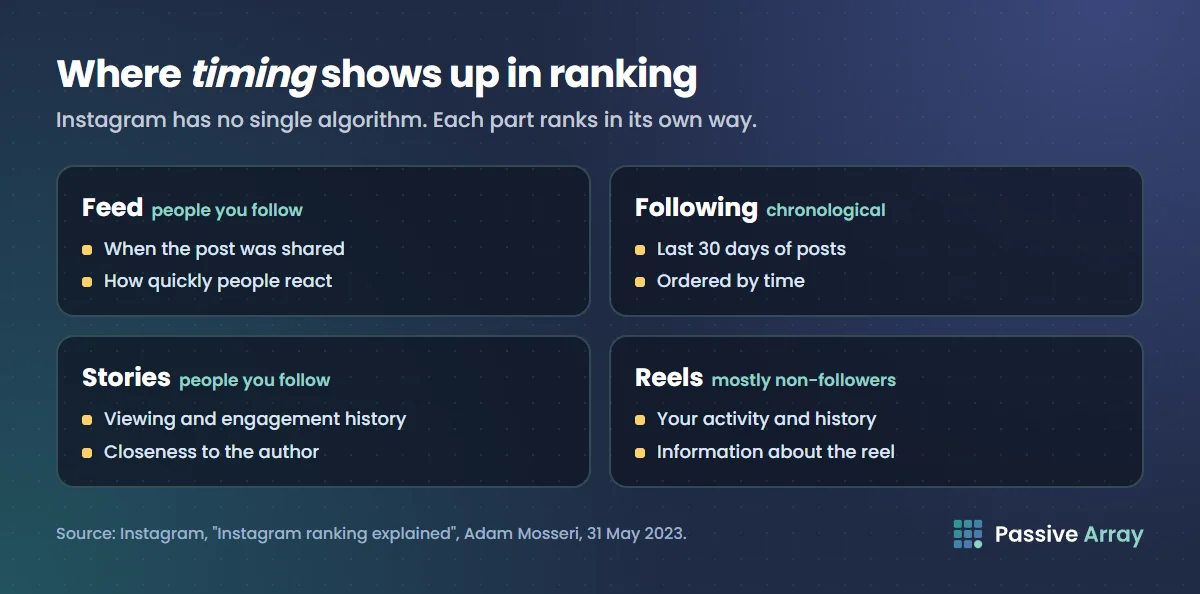 Where timing shows up in ranking
Instagram has no single algorithm. Each part ranks in its own way.
Feed people you follow
When the post was shared
How quickly people react
Following chronological
Last 30 days of posts
Ordered by time
Stories people you follow
Viewing and engagement history
Closeness to the author
Reels mostly non-followers
Your activity and history
Information about the reel
Source: Instagram, "Instagram ranking explained", Adam Mosseri, 31 May 2023.
Passive Array